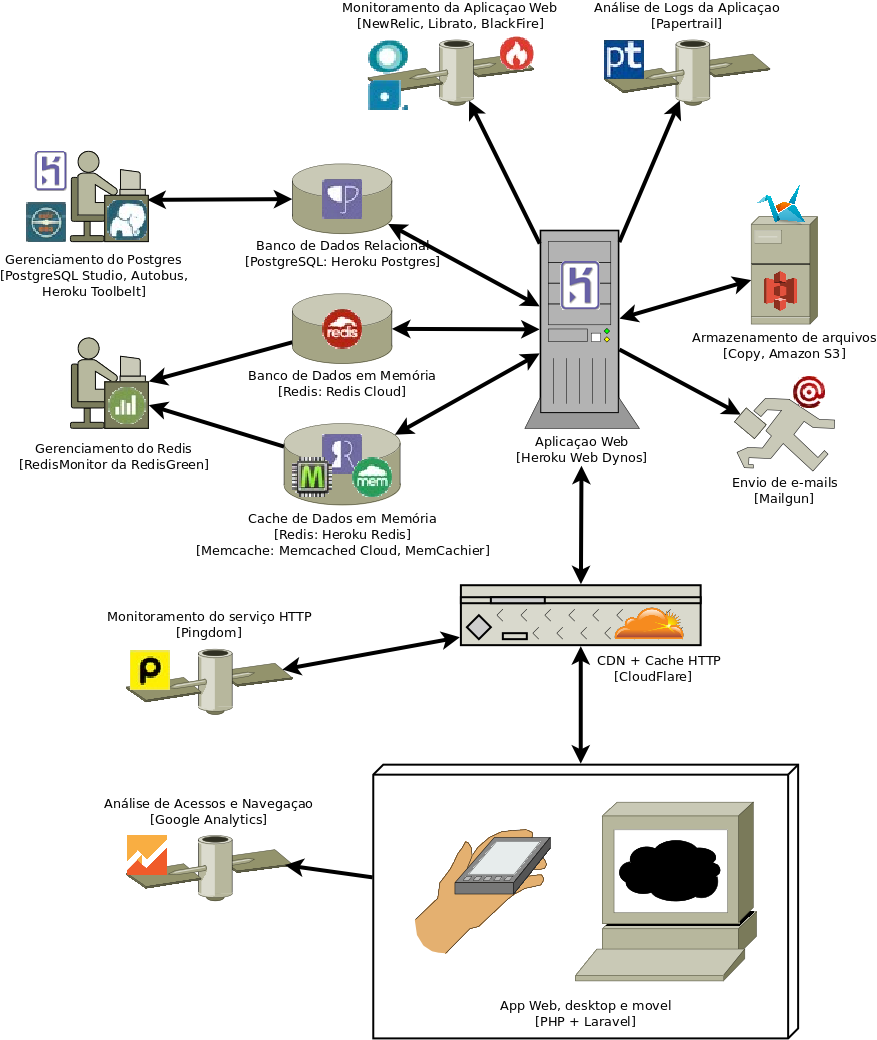 Monitoramento da Aplicaçao Web
[NewRelic, Librato, BlackFire]
Análise de Logs da Aplicaçao
[Papertrail]
pt
Gerenciamento do Postgres
[PostgreSQL Studio, Autobus,
Heroku Toolbelt]
Banco de Dados Relacional
[PostgreSQL: Heroku Postgres]
redis
Banco de Dados em Memória
[Redis: Redis Cloud]
Armazenamento de arquivos
[Copy, Amazon S3]
Gerenciamento do Redis
[RedisMonitor da RedisGreen]
Aplicaçao Web
[Heroku Web Dynos]
R
M
mem
Cache de Dados em Memória
[Redis: Heroku Redis]
[Memcache: Memcached Cloud, MemCachier]
@
Envio de e-mails
[Mailgun]
Monitoramento do serviço HTTP
[Pingdom]
p
CDN + Cache HTTP
[CloudFlare]
Análise de Acessos e Navegaçao
[Google Analytics]
App Web, desktop e movel
[PHP + Laravel]